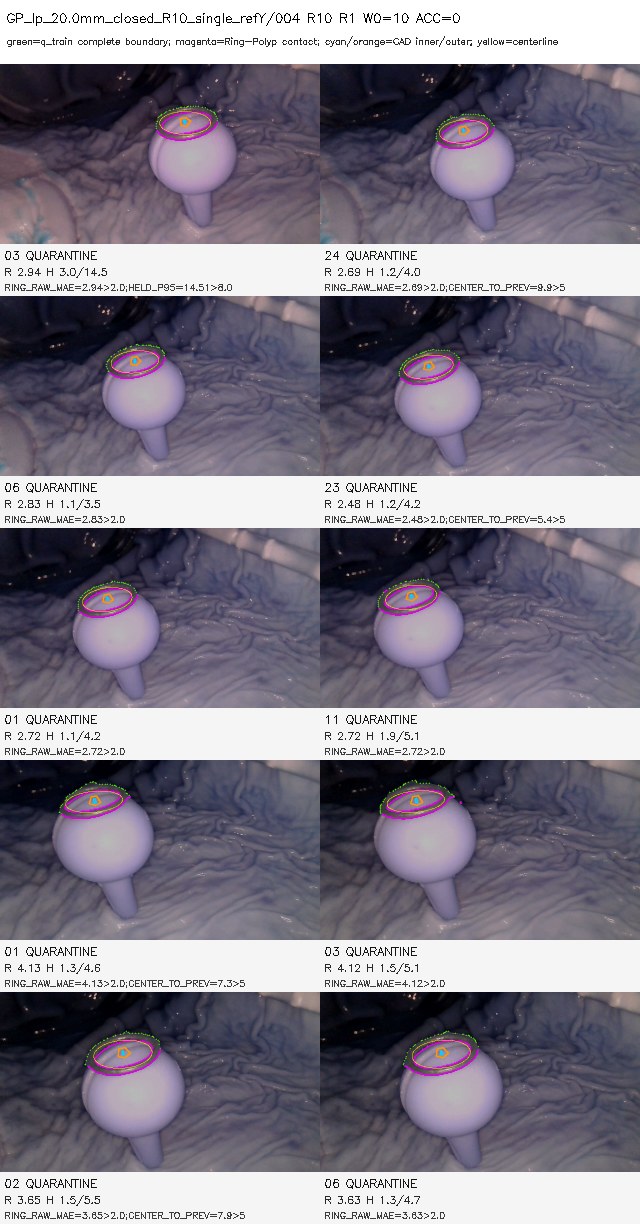 GP_Ip_20.0mm_closed_R10_single_refY/004 R10 R1 W0=10 ACC=0
green=q_train complete boundary; magenta=Ring-Polyp contact; cyan/orange=CAD inner/outer; yellow=centerline
03 QUARANTINE
R 2.94 H 3.0/14.5
RING_RAW_MAE=2.94>2.0;HELD_P95=14.51>8.0
24 QUARANTINE
R 2.69 H 1.2/4.0
RING_RAW_MAE=2.69>2.0;CENTER_TO_PREV=9.9>5
06 QUARANTINE
R 2.83 H 1.1/3.5
RING_RAW_MAE=2.83>2.0
23 QUARANTINE
R 2.48 H 1.2/4.2
RING_RAW_MAE=2.48>2.0;CENTER_TO_PREV=5.4>5
01 QUARANTINE
R 2.72 H 1.1/4.2
RING_RAW_MAE=2.72>2.0
11 QUARANTINE
R 2.72 H 1.9/5.1
RING_RAW_MAE=2.72>2.0
01 QUARANTINE
R 4.13 H 1.3/4.6
RING_RAW_MAE=4.13>2.0;CENTER_TO_PREV=7.3>5
03 QUARANTINE
R 4.12 H 1.5/5.1
RING_RAW_MAE=4.12>2.0
02 QUARANTINE
R 3.65 H 1.5/5.5
RING_RAW_MAE=3.65>2.0;CENTER_TO_PREV=7.9>5
06 QUARANTINE
R 3.63 H 1.3/4.7
RING_RAW_MAE=3.63>2.0